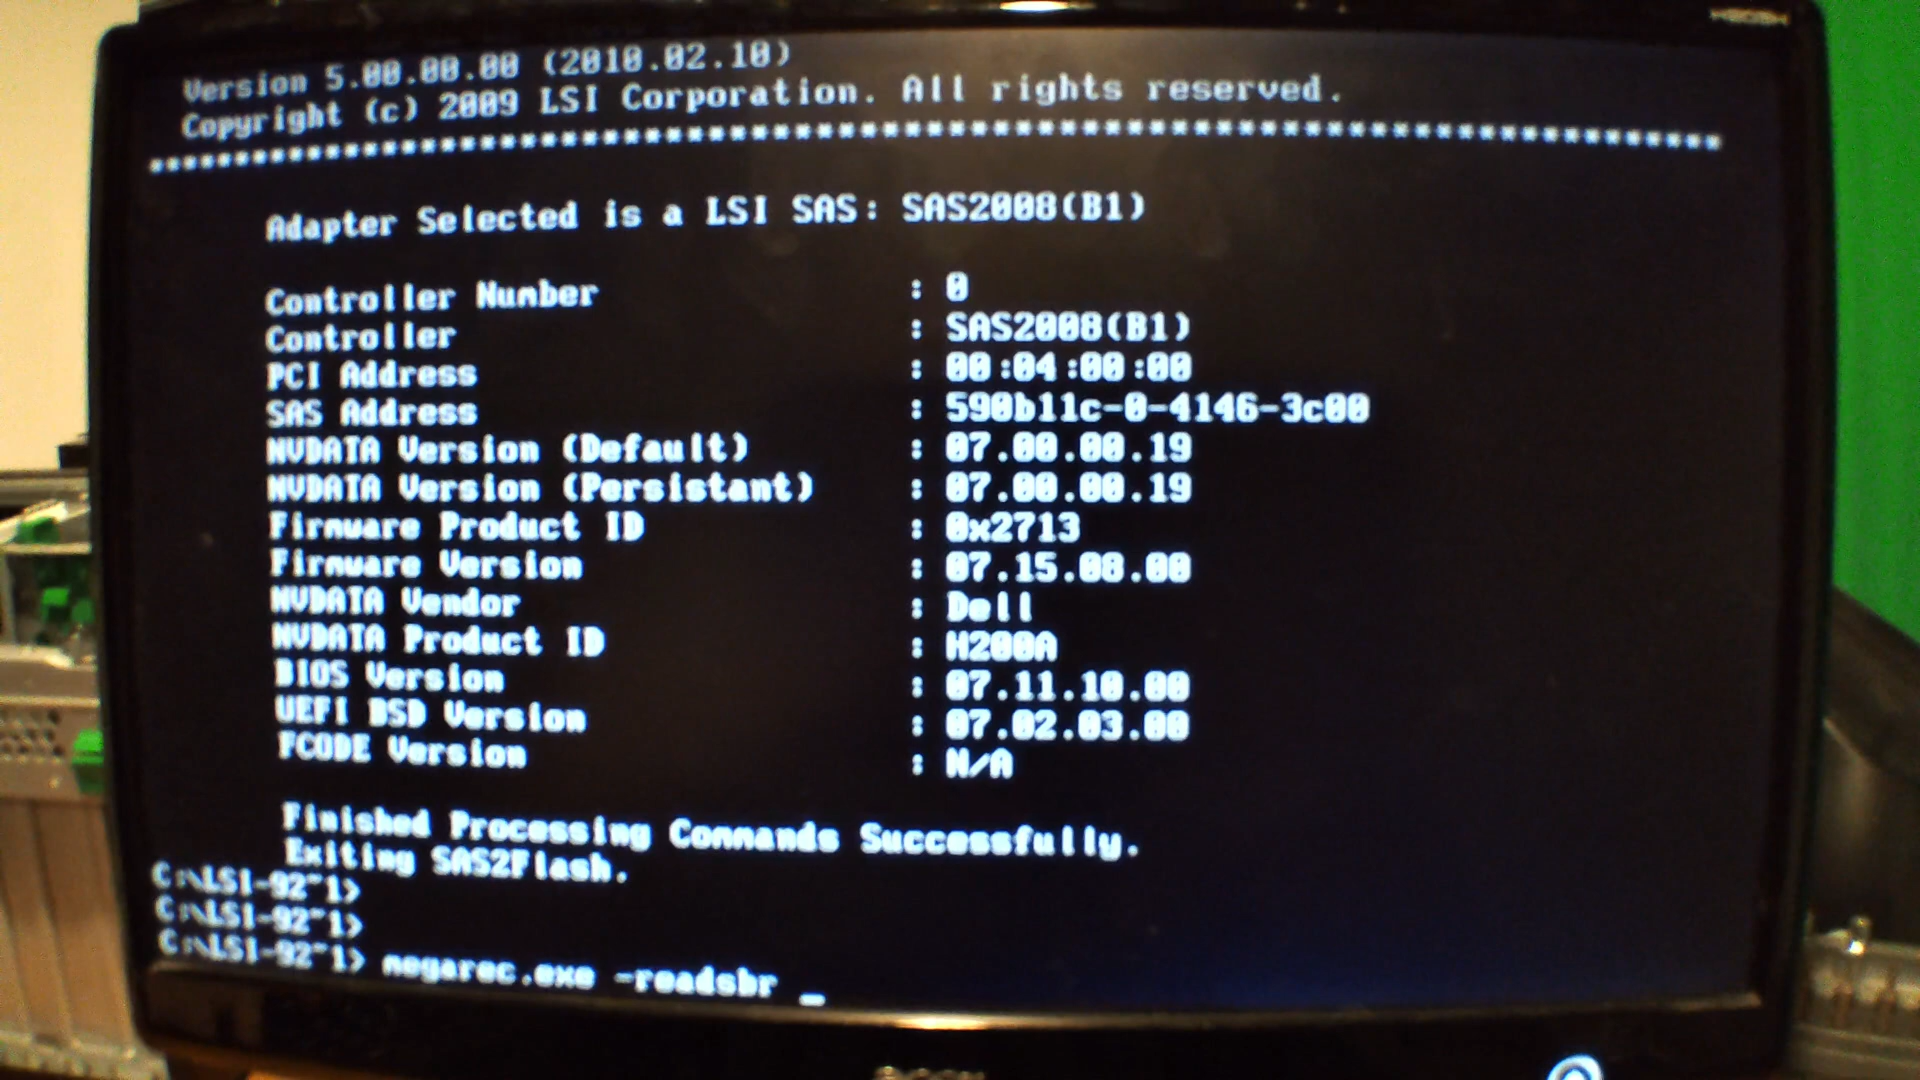 Version 5.00.00.00 (2010.02.10)
Copyright (c) 2009 LSI Corporation. All rights reserved.
Adapter Selected is a LSI SAS: SAS2008(B1)
Controller Number : 0
Controller : SAS2008(B1)
PCI Address : 00:04:00:00
SAS Address : 590b11c-0-4146-3c00
NVDATA Version (Default) : 07.00.00.19
NVDATA Version (Persistant) : 07.00.00.19
Firmware Product ID : 0x2713
Firmware Version : 07.15.08.00
NVDATA Vendor : Dell
NVDATA Product ID : H200A
BIOS Version : 07.11.10.00
UEFI BSD Version : 07.02.03.00
FCODE Version : N/A
Finished Processing Commands Successfully.
Exiting SAS2Flash.
C:\LSI-92~1>
C:\LSI-92~1>
C:\LSI-92~1> megarec.exe -readsbr _